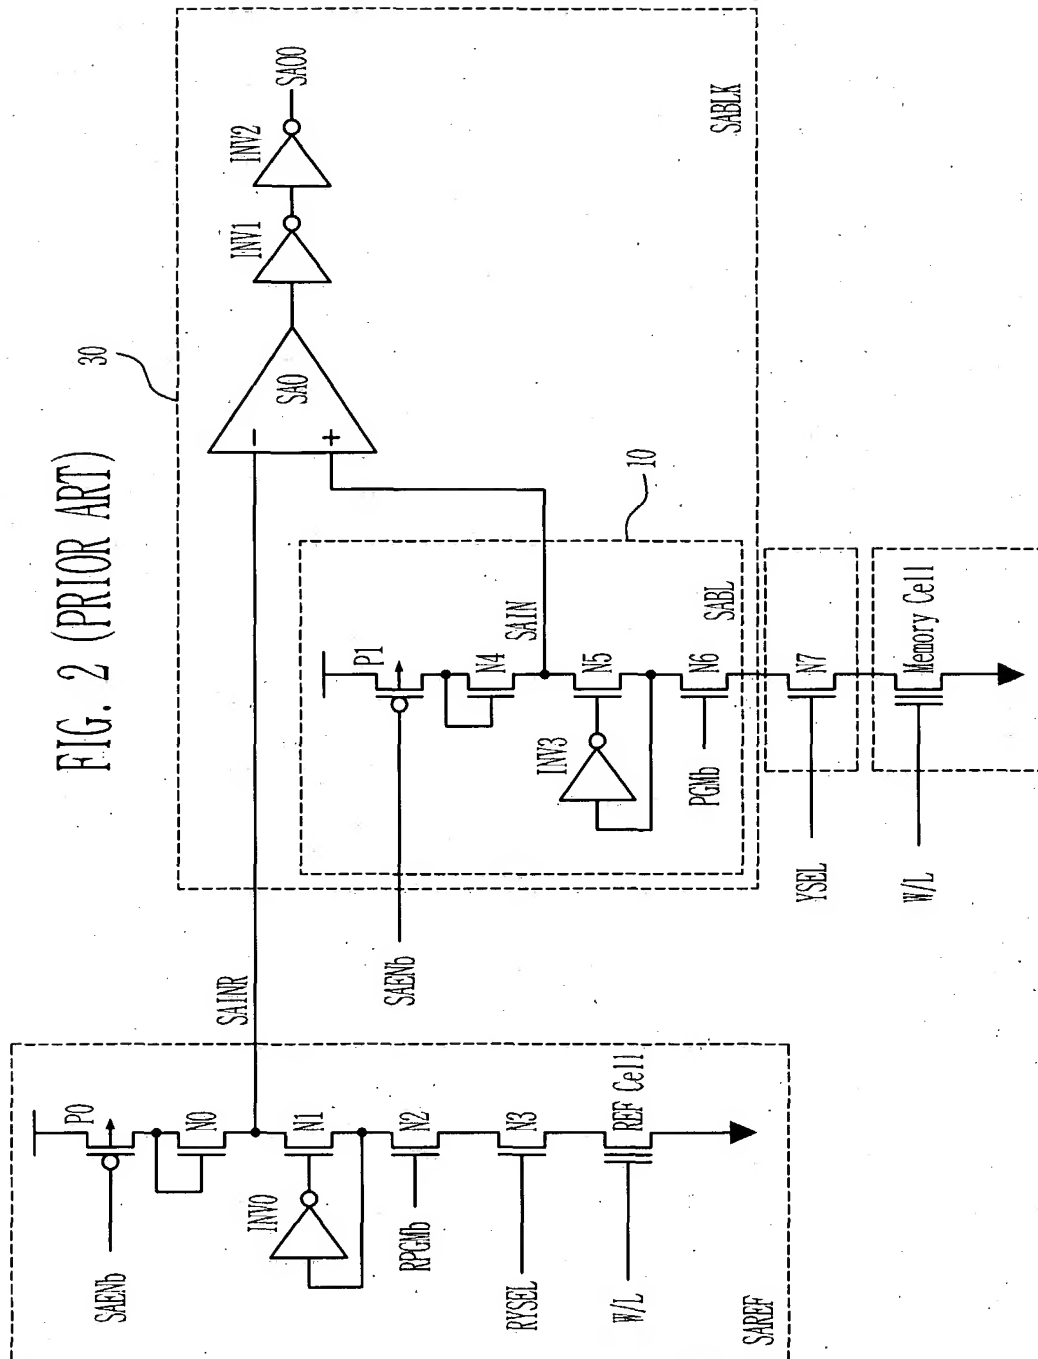 FIG. 2 (PRIOR ART)
30
INV1
INV2
SAO0
SA0
-
+
SABLK
SAINR
10
P1
N4
SAIN
INV3
N5
PGMb
N6
SABL
SAENb
YSEL
N7
W/L
Memory Cell
SAENb
P0
N0
INV0
N1
RPGMb
N2
RYSEL
N3
W/L
REF Cell
SAREF